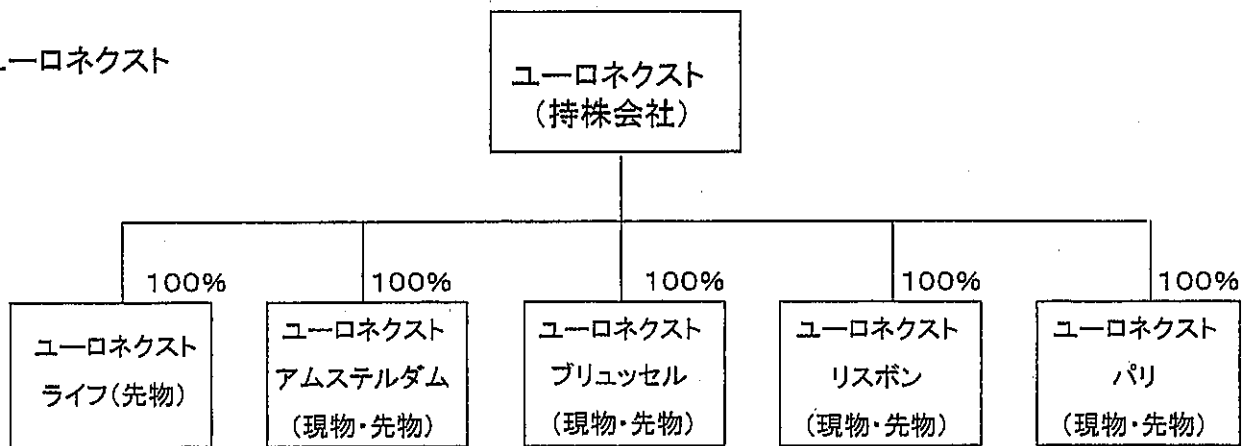 ユーロネクスト
ユーロネクスト
(持株会社)
100%
100%
100%
100%
100%
ユーロネクスト
ライフ(先物)
ユーロネクスト
アムステルダム
(現物・先物)
ユーロネクスト
ブリュッセル
(現物・先物)
ユーロネクスト
リスボン
(現物・先物)
ユーロネクスト
パリ
(現物・先物)